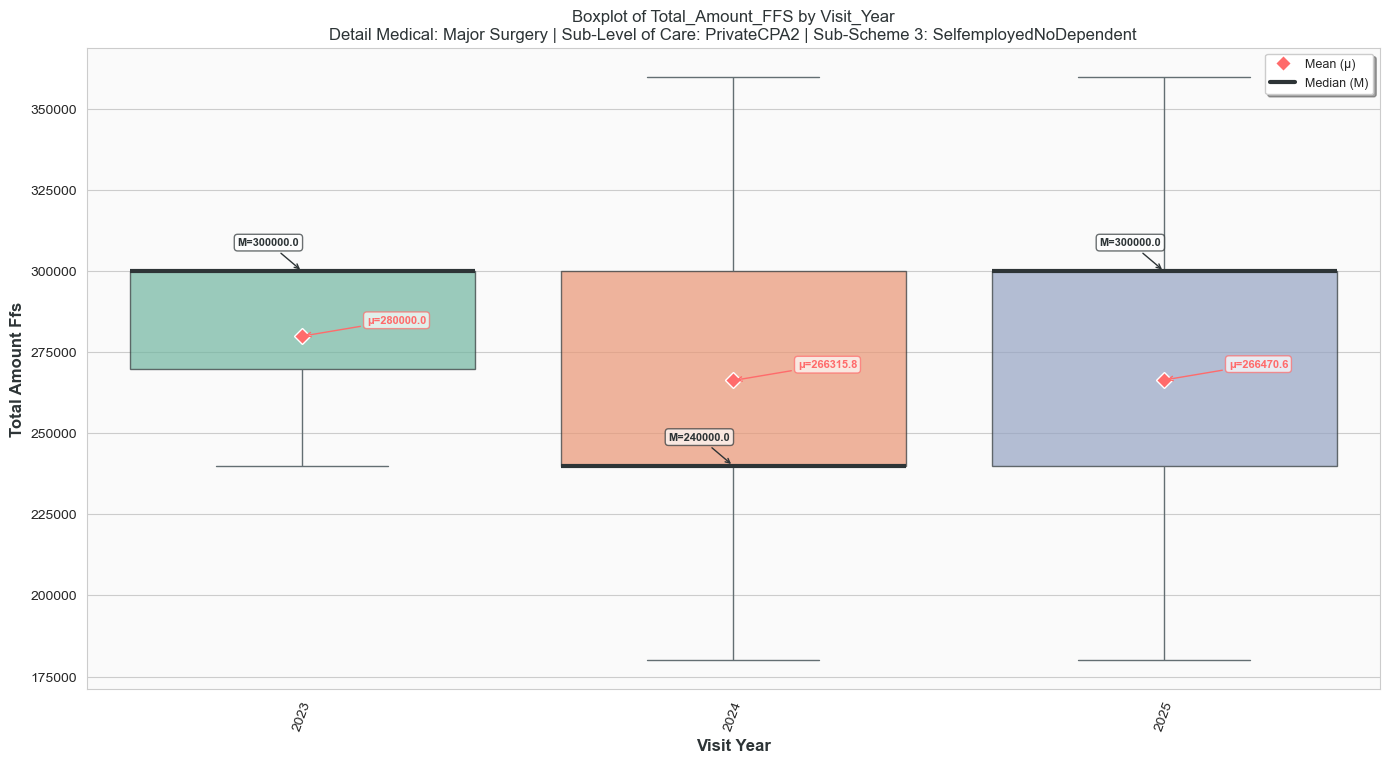 Boxplot of Total_Amount_FFS by Visit_Year
Detail Medical: Major Surgery | Sub-Level of Care: PrivateCPA2 | Sub-Scheme 3: SelfemployedNoDependent
Mean (μ)
Median (M)
Total Amount Ffs
350000
325000
300000
275000
250000
225000
200000
175000
M=300000.0
μ=280000.0
M=240000.0
μ=266315.8
M=300000.0
μ=266470.6
2023
2024
2025
Visit Year